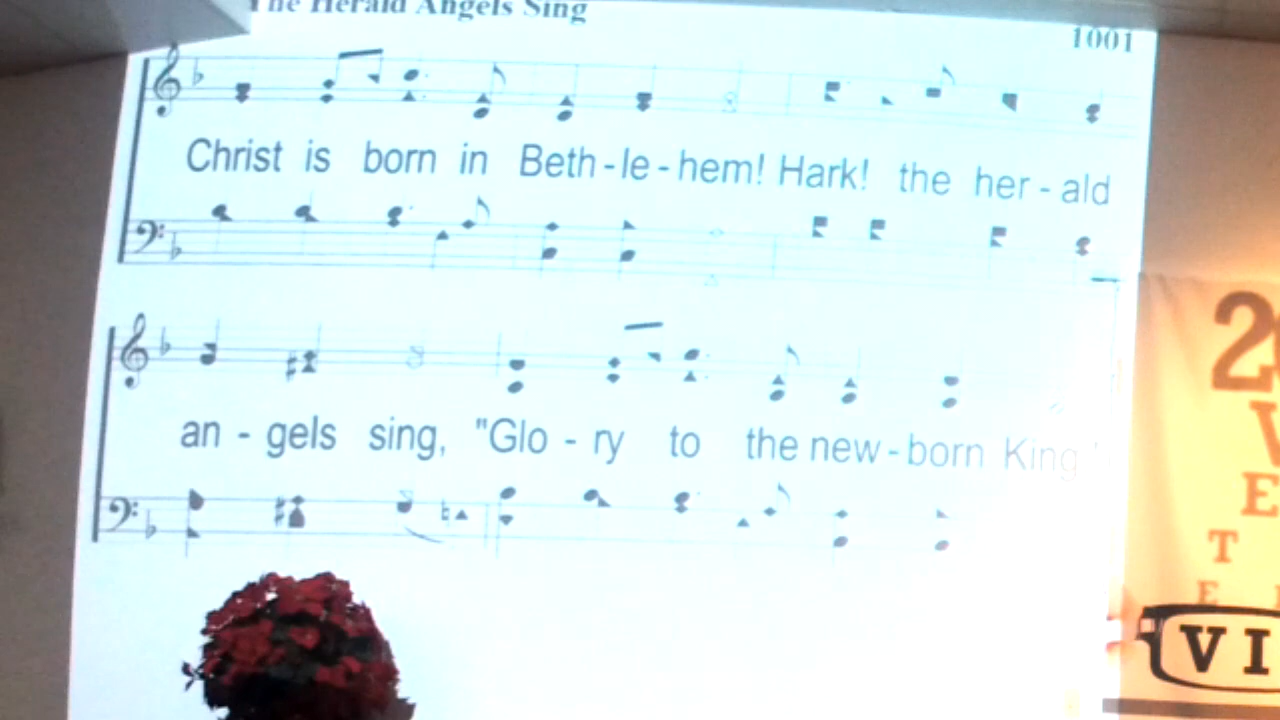 The Herald Angels Sing
1001
Christ is born in Beth - le - hem! Hark! the her - ald
an - gels sing, "Glo - ry to the new - born King"
2
V
E
T
E
VI